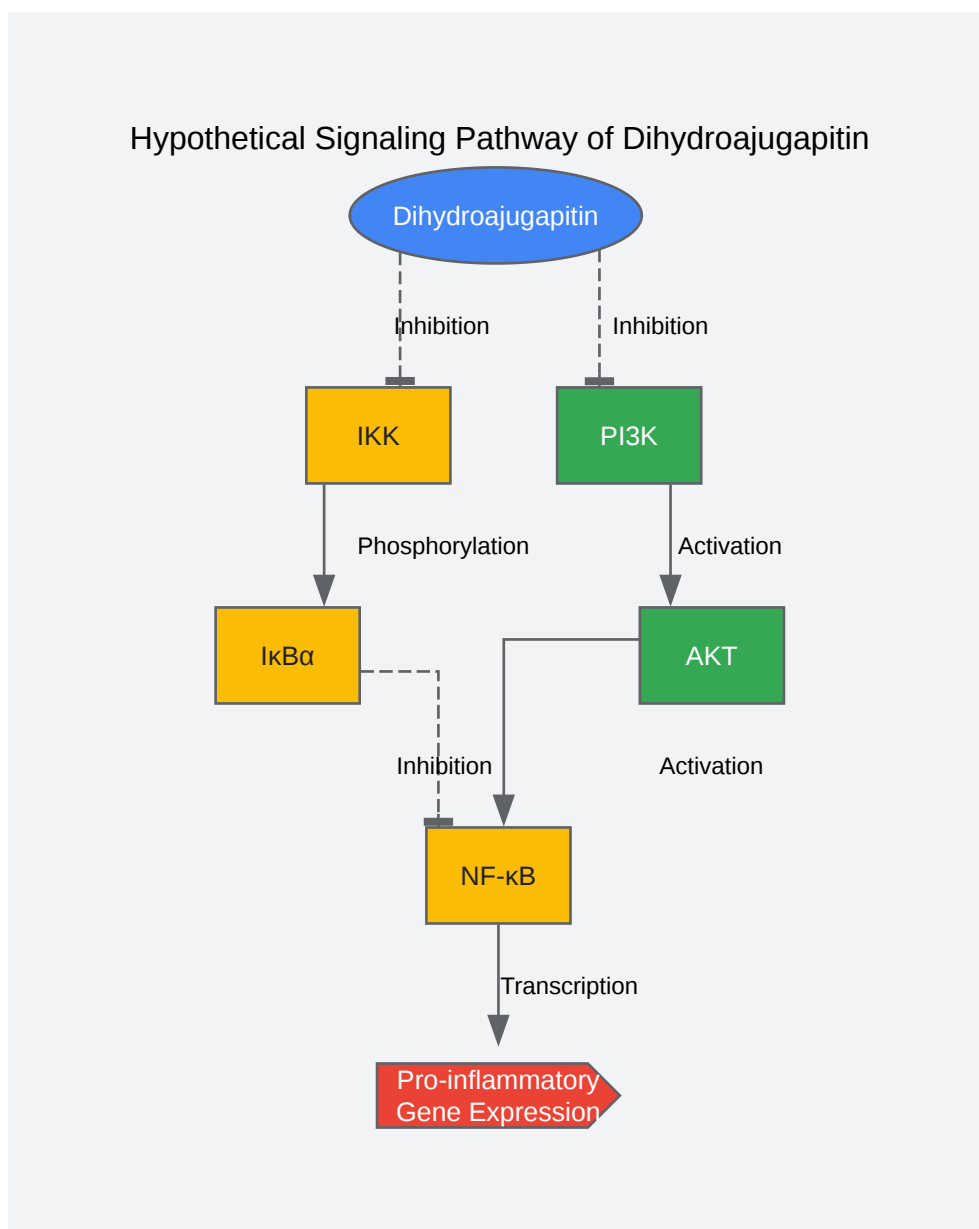 Hypothetical Signaling Pathway of Dihydroajugapitin
Dihydroajugapitin
Inhibition
Inhibition
IKK
PI3K
Phosphorylation
Activation
IκBα
AKT
Inhibition
Activation
NF-κB
Transcription
Pro-inflammatory
Gene Expression